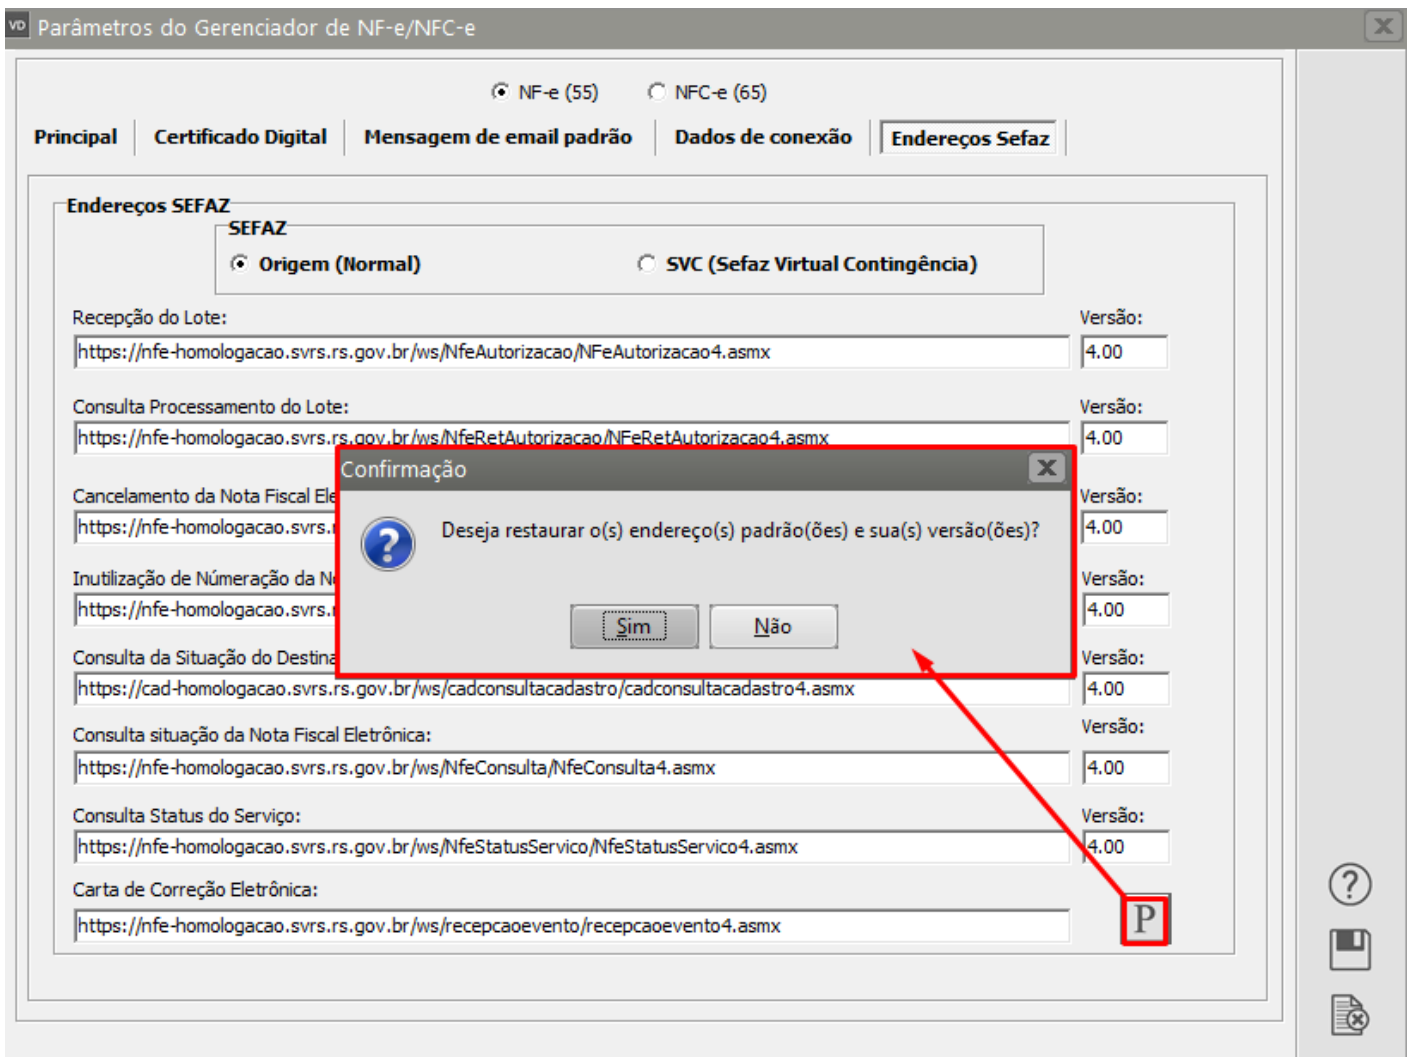 VD Parâmetros do Gerenciador de NF-e/NFC-e
NF-e (55) NFC-e (65)
Principal Certificado Digital Mensagem de email padrão Dados de conexão Endereços Sefaz
Endereços SEFAZ
SEFAZ
Origem (Normal) SVC (Sefaz Virtual Contingência)
Recepção do Lote: Versão:
https://nfe-homologacao.svrs.rs.gov.br/ws/NfeAutorizacao/NFeAutorizacao4.asmx 4.00
Consulta Processamento do Lote: Versão:
https://nfe-homologacao.svrs.rs.gov.br/ws/NfeRetAutorizacao/NFeRetAutorizacao4.asmx 4.00
Confirmação
Cancelamento da Nota Fiscal Ele Versão:
https://nfe-homologacao.svrs.r 4.00
Deseja restaurar o(s) endereço(s) padrão(ões) e sua(s) versão(ões)?
Inutilização de Númeração da No Versão:
https://nfe-homologacao.svrs.r 4.00
Sim Não
Consulta da Situação do Destina Versão:
https://cad-homologacao.svrs.rs.gov.br/ws/cadconsultacadastro/cadconsultacadastro4.asmx 4.00
Consulta situação da Nota Fiscal Eletrônica: Versão:
https://nfe-homologacao.svrs.rs.gov.br/ws/NfeConsulta/NfeConsulta4.asmx 4.00
Consulta Status do Serviço: Versão:
https://nfe-homologacao.svrs.rs.gov.br/ws/NfeStatusServico/NfeStatusServico4.asmx 4.00
Carta de Correção Eletrônica:
https://nfe-homologacao.svrs.rs.gov.br/ws/recepcaoevento/recepcaoevento4.asmx P